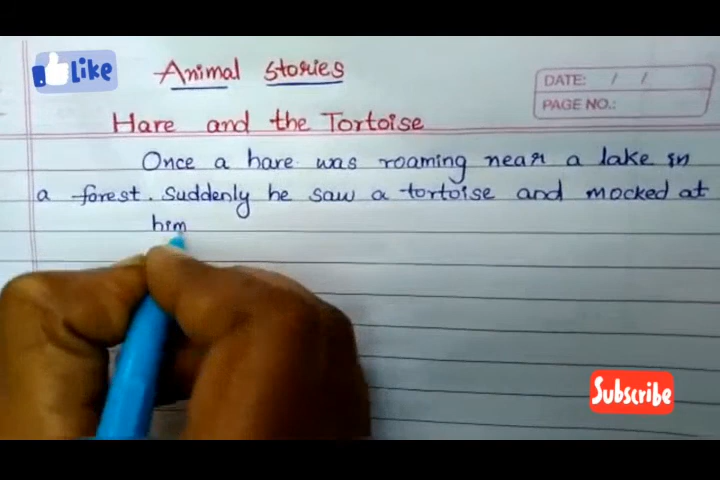 Like
Animal Stories
DATE: / /
PAGE NO.:
Hare and the Tortoise
Once a hare was roaming near a lake in
a forest. Suddenly he saw a tortoise and mocked at
him
Subscribe